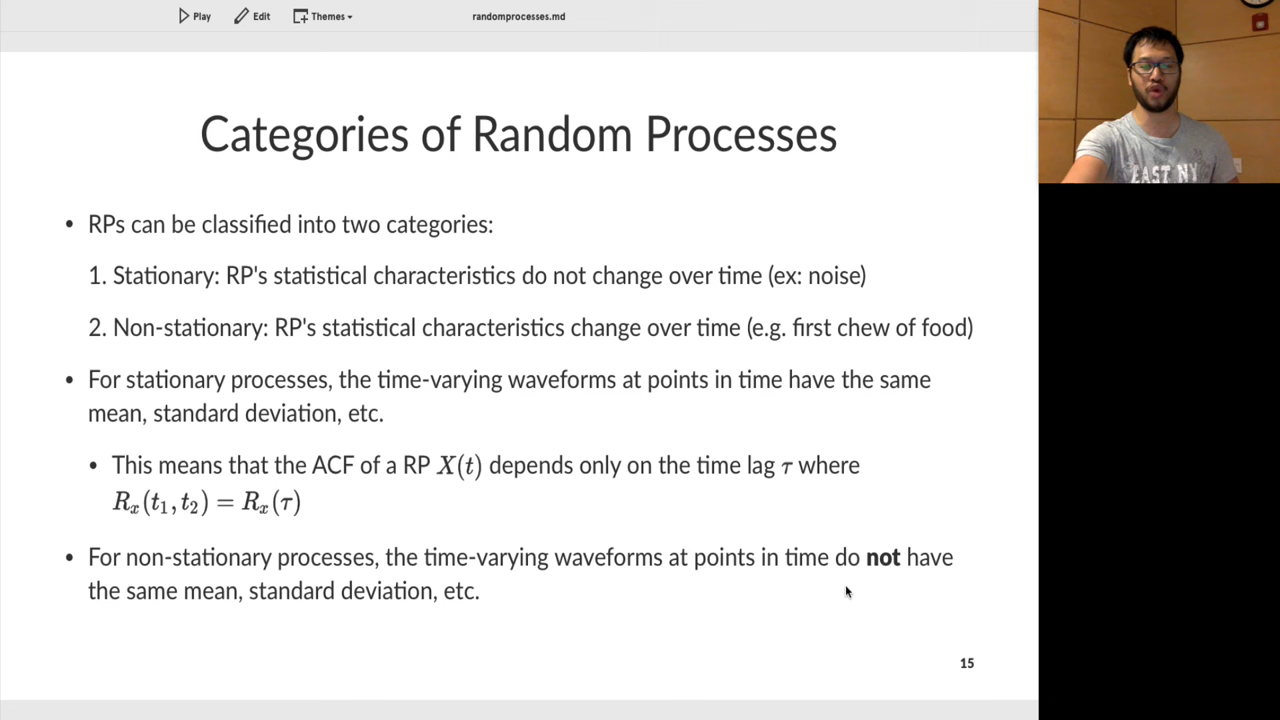 Play Edit Themes randomprocesses.md
Categories of Random Processes
• RPs can be classified into two categories:
1. Stationary: RP's statistical characteristics do not change over time (ex: noise)
2. Non-stationary: RP's statistical characteristics change over time (e.g. first chew of food)
• For stationary processes, the time-varying waveforms at points in time have the same
mean, standard deviation, etc.
• This means that the ACF of a RP X(t) depends only on the time lag τ where
Rₓ(t₁, t₂) = Rₓ(τ)
• For non-stationary processes, the time-varying waveforms at points in time do not have
the same mean, standard deviation, etc.
15
EAST NY